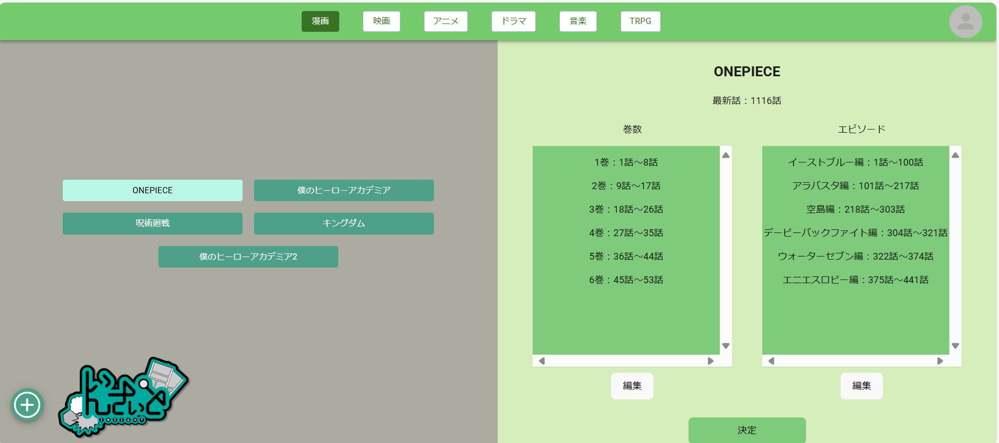 漫画
映画
アニメ
ドラマ
音楽
TRPG
ONEPIECE
僕のヒーローアカデミア
呪術廻戦
キングダム
僕のヒーローアカデミア2
INSIGHT
ONEPIECE
最新話：1116話
巻数
1巻：1話〜8話
2巻：9話〜17話
3巻：18話〜26話
4巻：27話〜35話
5巻：36話〜44話
6巻：45話〜53話
編集
エピソード
イーストブルー編：1話〜100話
アラバスタ編：101話〜217話
空島編：218話〜303話
デービーバックファイト編：304話〜321話
ウォーターセブン編：322話〜374話
エニエスロビー編：375話〜441話
編集
決定